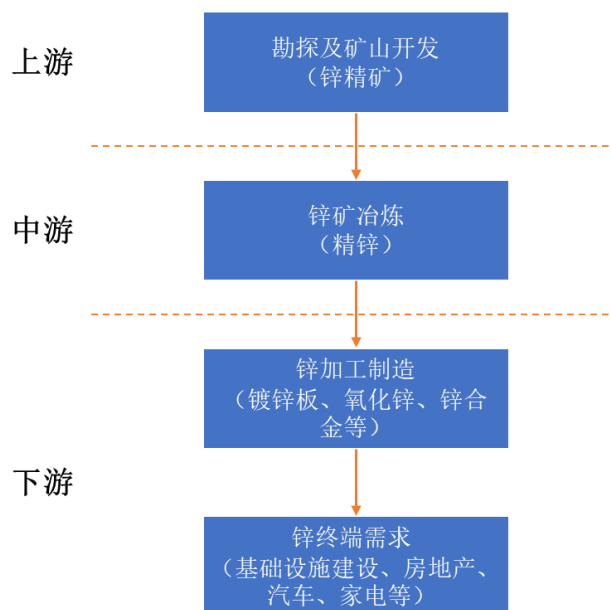 上游
勘探及矿山开发
（锌精矿）
中游
锌矿冶炼
（精锌）
锌加工制造
（镀锌板、氧化锌、锌合
金等）
下游
锌终端需求
（基础设施建设、房地产、
汽车、家电等）